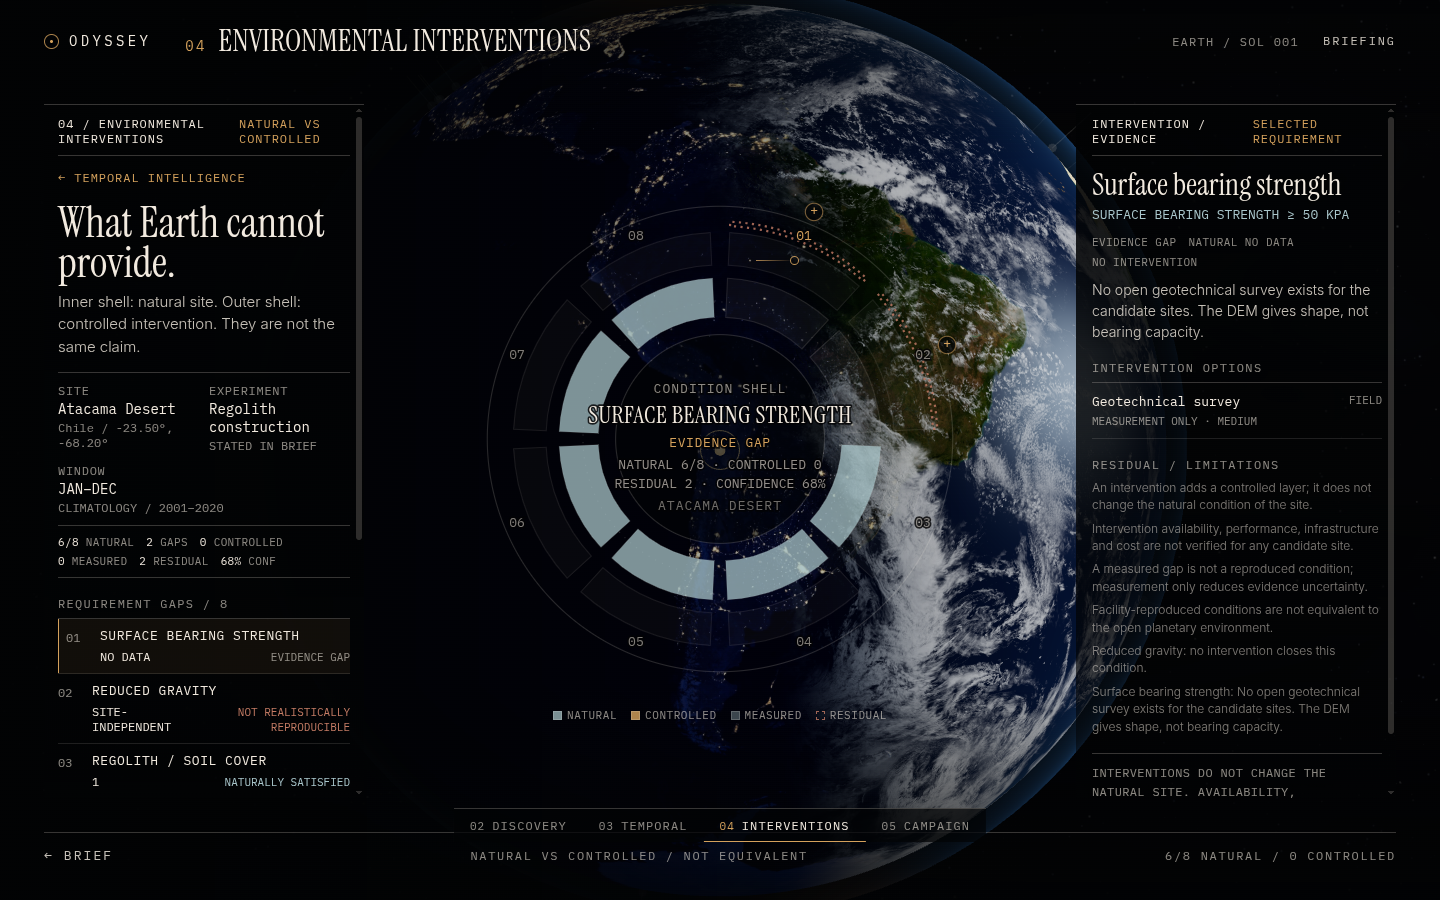 ODYSSEY
04 ENVIRONMENTAL INTERVENTIONS
EARTH / SOL 001
BRIEFING
04 / ENVIRONMENTAL
INTERVENTIONS
NATURAL VS
CONTROLLED
← TEMPORAL INTELLIGENCE
What Earth cannot
provide.
Inner shell: natural site. Outer shell:
controlled intervention. They are not the
same claim.
SITE
Atacama Desert
Chile / -23.50°,
-68.20°
EXPERIMENT
Regolith
construction
STATED IN BRIEF
WINDOW
JAN–DEC
CLIMATOLOGY / 2001–2020
6/8 NATURAL 2 GAPS 0 CONTROLLED
0 MEASURED 2 RESIDUAL 68% CONF
REQUIREMENT GAPS / 8
01 SURFACE BEARING STRENGTH
NO DATA EVIDENCE GAP
02 REDUCED GRAVITY
SITE-
INDEPENDENT
NOT REALISTICALLY
REPRODUCIBLE
03 REGOLITH / SOIL COVER
1 NATURALLY SATISFIED
08
+
01
07
02
+
06
03
05
04
CONDITION SHELL
SURFACE BEARING STRENGTH
EVIDENCE GAP
NATURAL 6/8 · CONTROLLED 0
RESIDUAL 2 · CONFIDENCE 68%
ATACAMA DESERT
NATURAL CONTROLLED MEASURED RESIDUAL
INTERVENTION /
EVIDENCE
SELECTED
REQUIREMENT
Surface bearing strength
SURFACE BEARING STRENGTH ≥ 50 KPA
EVIDENCE GAP NATURAL NO DATA
NO INTERVENTION
No open geotechnical survey exists for the
candidate sites. The DEM gives shape, not
bearing capacity.
INTERVENTION OPTIONS
Geotechnical survey FIELD
MEASUREMENT ONLY · MEDIUM
RESIDUAL / LIMITATIONS
An intervention adds a controlled layer; it does not
change the natural condition of the site.
Intervention availability, performance, infrastructure
and cost are not verified for any candidate site.
A measured gap is not a reproduced condition;
measurement only reduces evidence uncertainty.
Facility-reproduced conditions are not equivalent to
the open planetary environment.
Reduced gravity: no intervention closes this
condition.
Surface bearing strength: No open geotechnical
survey exists for the candidate sites. The DEM
gives shape, not bearing capacity.
INTERVENTIONS DO NOT CHANGE THE
NATURAL SITE. AVAILABILITY,
02 DISCOVERY 03 TEMPORAL 04 INTERVENTIONS 05 CAMPAIGN
← BRIEF
NATURAL VS CONTROLLED / NOT EQUIVALENT
6/8 NATURAL / 0 CONTROLLED